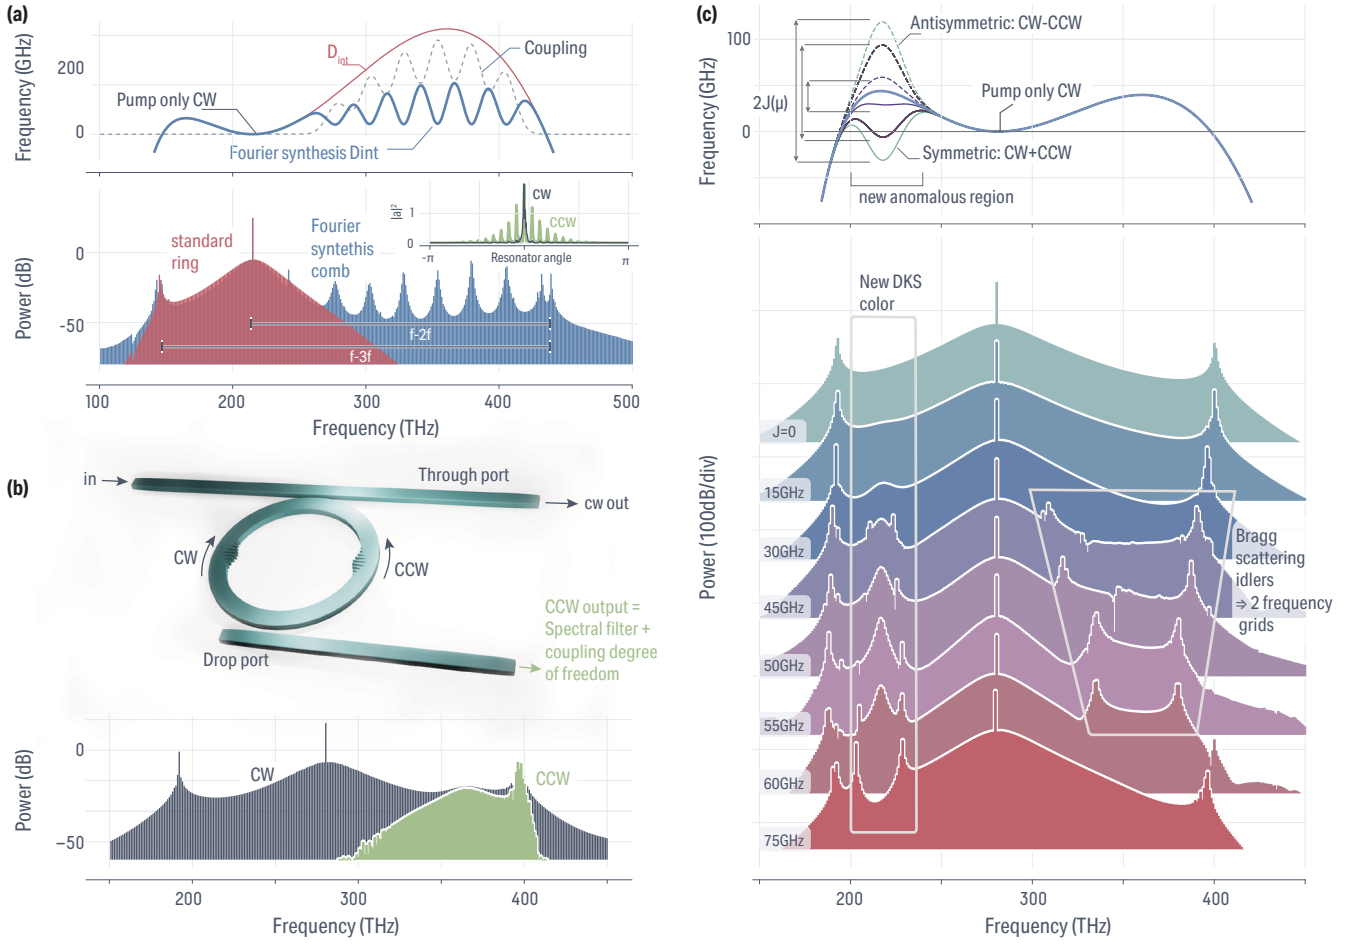 (a)
Frequency (GHz)
200
0
D_int
Coupling
Pump only CW
Fourier synthesis Dint
Power (dB)
0
-50
standard
ring
Fourier
syntethis
comb
|a|²
1
0
CW
CCW
-π
Resonator angle
π
f-2f
f-3f
100
200
300
400
500
Frequency (THz)
(b)
in
Through port
cw out
CW
CCW
Drop port
CCW output =
Spectral filter +
coupling degree
of freedom
Power (dB)
0
−50
CW
CCW
200
300
400
Frequency (THz)
(c)
Frequency (GHz)
100
0
2J(μ)
Antisymmetric: CW-CCW
Pump only CW
Symmetric: CW+CCW
new anomalous region
Power (100dB/div)
New DKS
color
J=0
15GHz
30GHz
45GHz
50GHz
55GHz
60GHz
75GHz
Bragg
scattering
idlers
⇒ 2 frequency
grids
200
300
400
Frequency (THz)